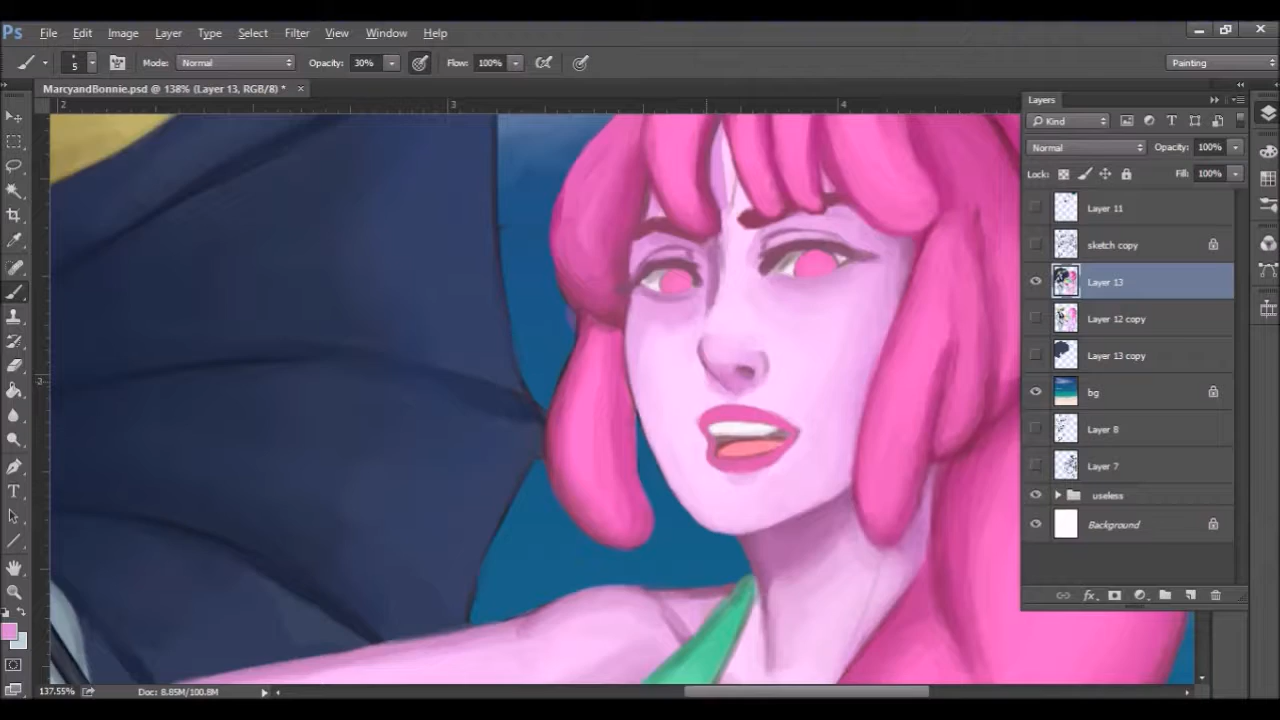 Ps File Edit Image Layer Type Select Filter View Window Help
5 Mode: Normal Opacity: 30% Flow: 100% Painting
MarcyandBonnie.psd @ 138% (Layer 13, RGB/8) * ×
2 3 4
3
Layers
Kind
Normal Opacity: 100%
Lock: Fill: 100%
Layer 11
sketch copy
Layer 13
Layer 12 copy
Layer 13 copy
bg
Layer 8
Layer 7
useless
Background
fx
137.55% Doc: 8.85M/100.8M